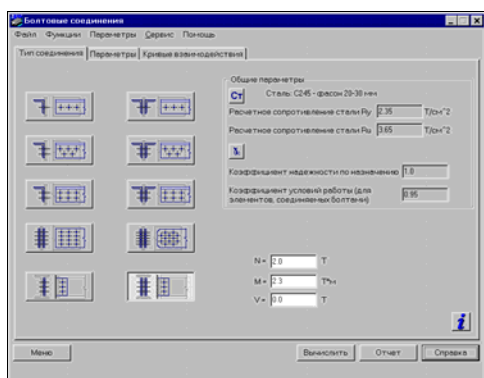 Болтовые соединения
Файл Функции Параметры Сервис Помощь
Тип соединения Параметры Кривые взаимодействия
Общие параметры
Ст Сталь: C245 - фасон 20-30 мм
Расчетное сопротивление стали Ry 2.35 Т/см^2
Расчетное сопротивление стали Ru 3.65 Т/см^2
Коэффициент надежности по назначению 1.0
Коэффициент условий работы (для
элементов, соединяемых болтами) 0.95
N= 2.0 Т
M= 2.3 Т*м
V= 0.0 Т
i
Меню Вычислить Отчет Справка